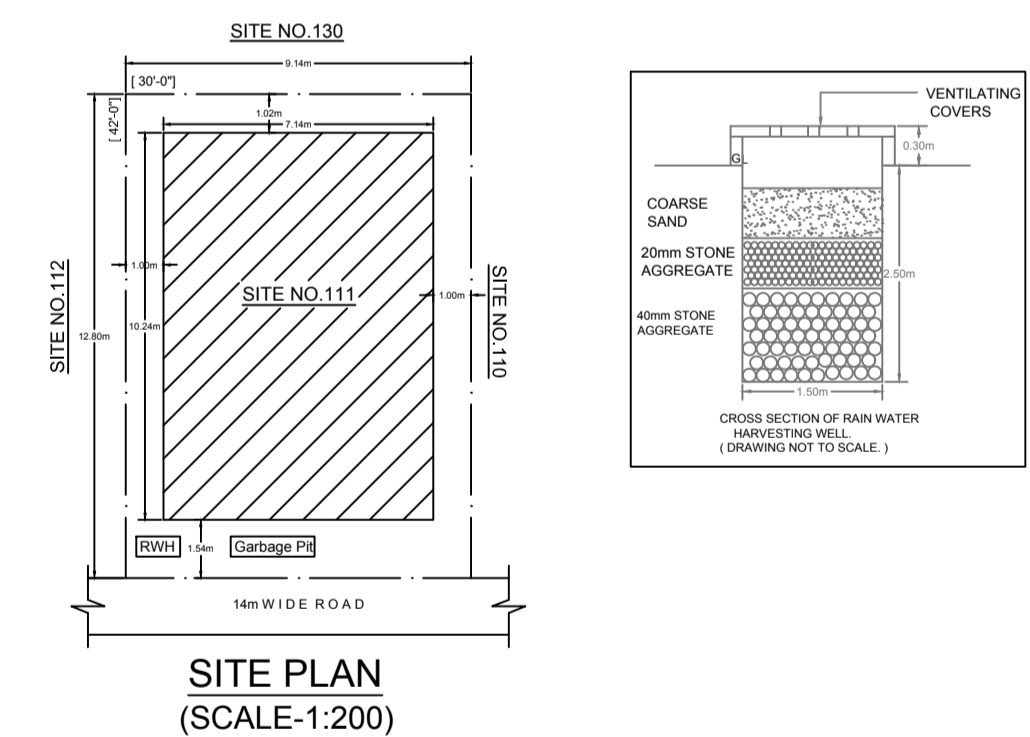 SITE NO.130
9.14m
[ 30'-0"]
[ 42'-0"]
1.02m
7.14m
SITE NO.112
1.00m
SITE NO.111
1.00m
SITE NO.110
10.24m
12.80m
RWH
1.54m
Garbage Pit
14m WIDE ROAD
SITE PLAN
(SCALE-1:200)
VENTILATING
COVERS
0.30m
GL
COARSE
SAND
20mm STONE
AGGREGATE
2.50m
40mm STONE
AGGREGATE
1.50m
CROSS SECTION OF RAIN WATER
HARVESTING WELL.
( DRAWING NOT TO SCALE. )